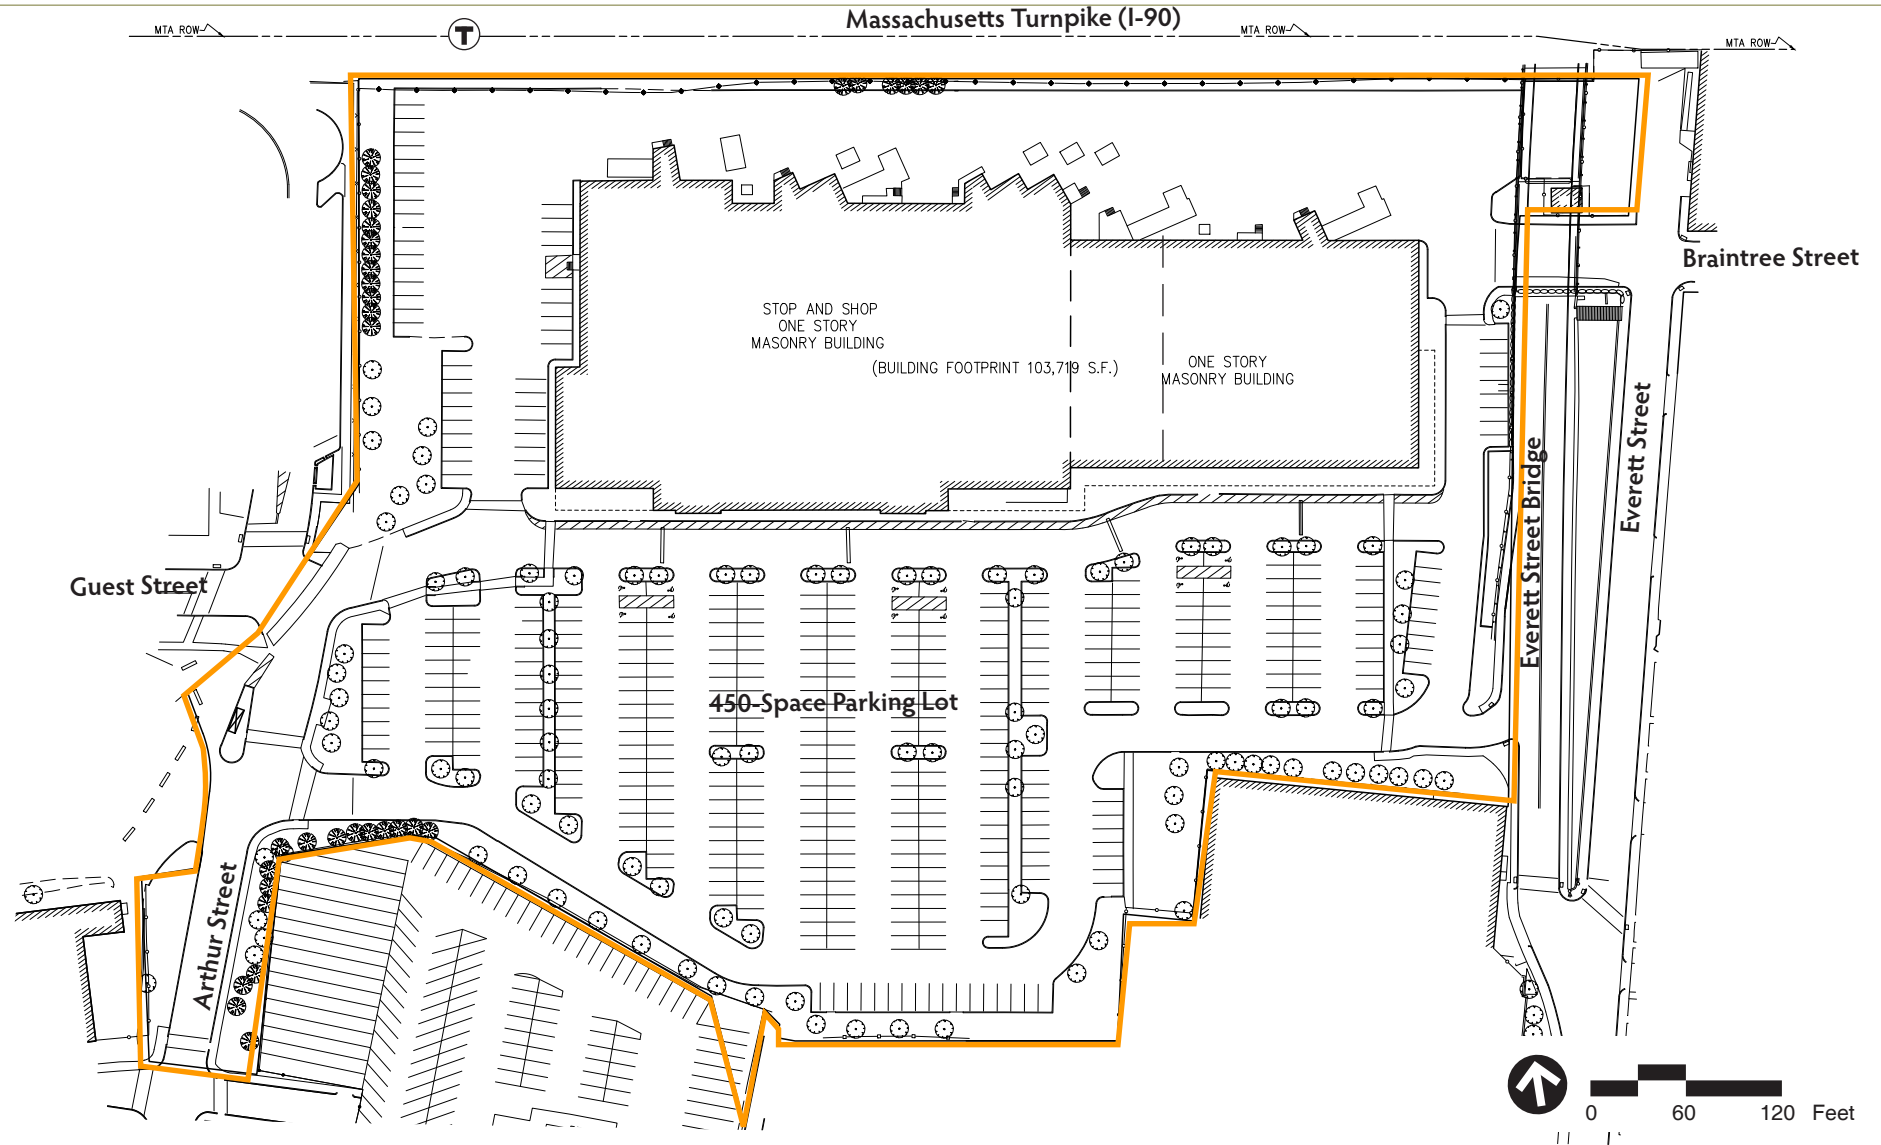 Massachusetts Turnpike (I-90)
MTA ROW
T
MTA ROW
MTA ROW
Braintree Street
STOP AND SHOP
ONE STORY
MASONRY BUILDING
(BUILDING FOOTPRINT 103,719 S.F.)
ONE STORY
MASONRY BUILDING
Everett Street
Everett Street Bridge
Guest Street
450-Space Parking Lot
Arthur Street
0 60 120 Feet